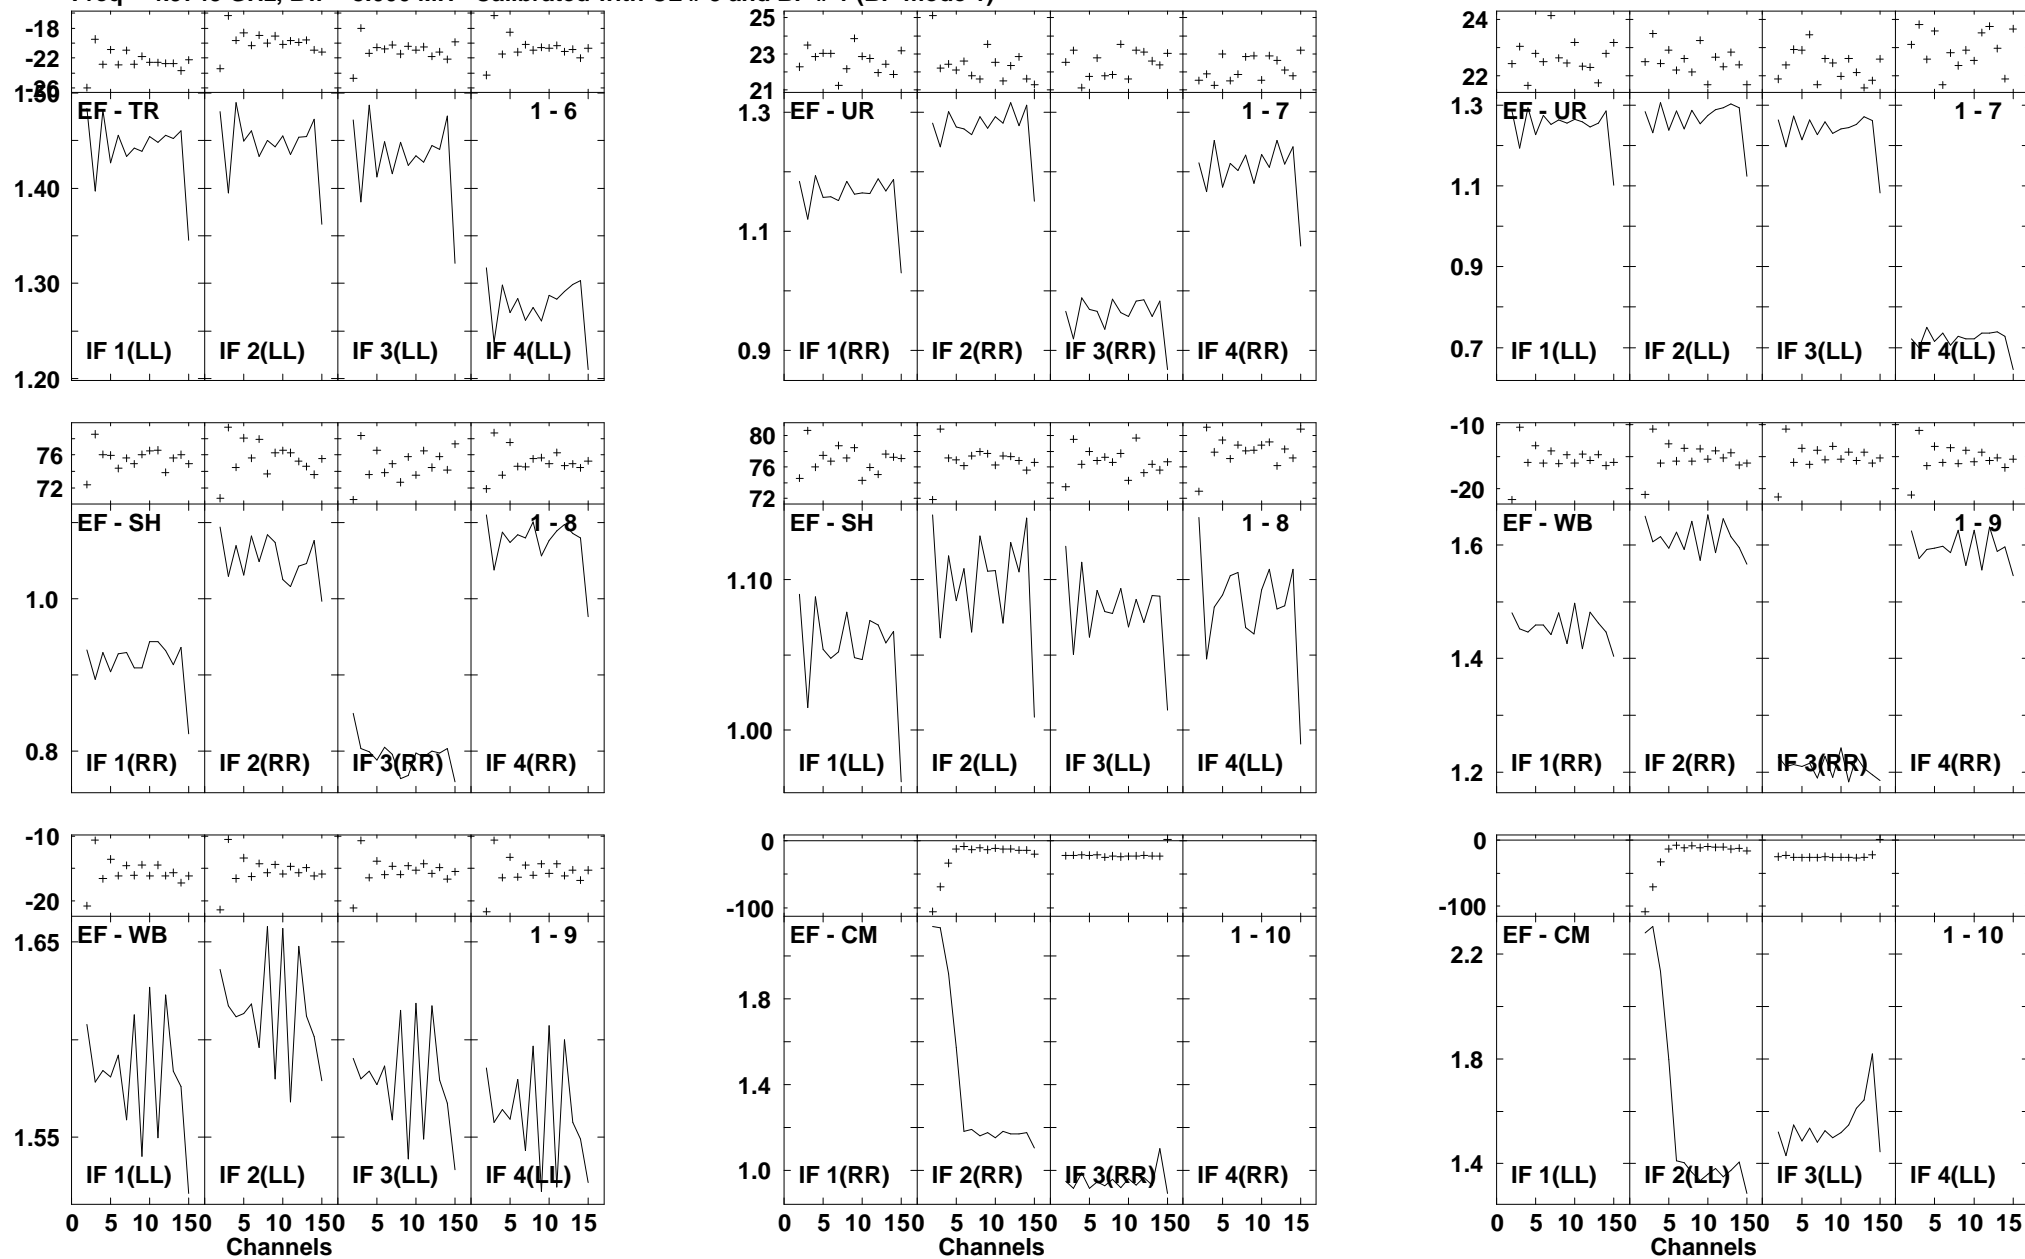 -18
-22
-26
1.50
EF - TR
1 - 6
1.40
1.30
1.20
IF 1(LL)
IF 2(LL)
IF 3(LL)
IF 4(LL)
25
23
21
1.3
EF - UR
1 - 7
1.1
0.9
IF 1(RR)
IF 2(RR)
IF 3(RR)
IF 4(RR)
24
22
1.3
EF - UR
1 - 7
1.1
0.9
0.7
IF 1(LL)
IF 2(LL)
IF 3(LL)
IF 4(LL)
76
72
EF - SH
1 - 8
1.0
0.8
IF 1(RR)
IF 2(RR)
IF 3(RR)
IF 4(RR)
80
76
72
EF - SH
1 - 8
1.10
1.00
IF 1(LL)
IF 2(LL)
IF 3(LL)
IF 4(LL)
-10
-20
EF - WB
1 - 9
1.6
1.4
1.2
IF 1(RR)
IF 2(RR)
IF 3(RR)
IF 4(RR)
-10
-20
EF - WB
1 - 9
1.65
1.55
IF 1(LL)
IF 2(LL)
IF 3(LL)
IF 4(LL)
0 5 10 15 0 5 10 15 0 5 10 15 0 5 10 15
Channels
0
-100
EF - CM
1 - 10
1.8
1.4
1.0
IF 1(RR)
IF 2(RR)
IF 3(RR)
IF 4(RR)
0 5 10 15 0 5 10 15 0 5 10 15 0 5 10 15
Channels
0
-100
EF - CM
1 - 10
2.2
1.8
1.4
IF 1(LL)
IF 2(LL)
IF 3(LL)
IF 4(LL)
0 5 10 15 0 5 10 15 0 5 10 15 0 5 10 15
Channels